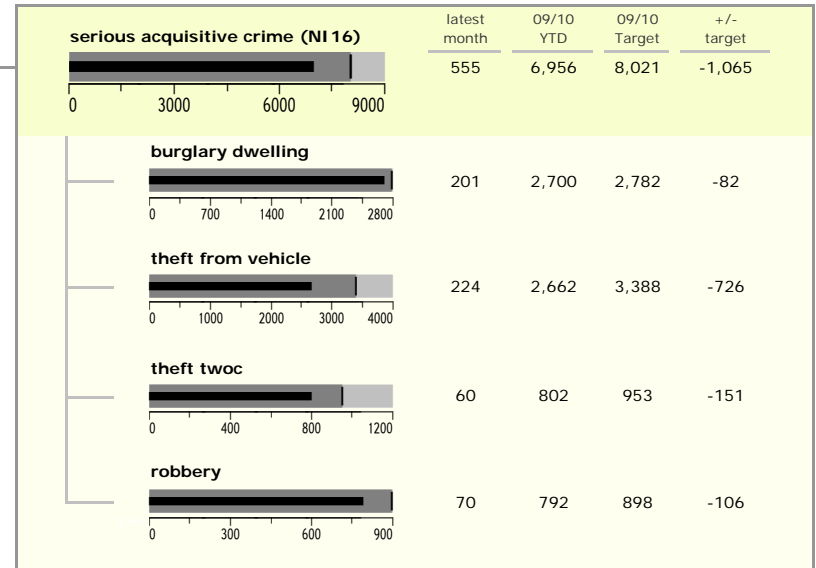 latest 09/10 09/10 +/-
serious acquisitive crime (NI16) month YTD Target target
555 6,956 8,021 -1,065
0 3000 6000 9000
burglary dwelling
201 2,700 2,782 -82
0 700 1400 2100 2800
theft from vehicle
224 2,662 3,388 -726
0 1000 2000 3000 4000
theft twoc
60 802 953 -151
0 400 800 1200
robbery
70 792 898 -106
0 300 600 900